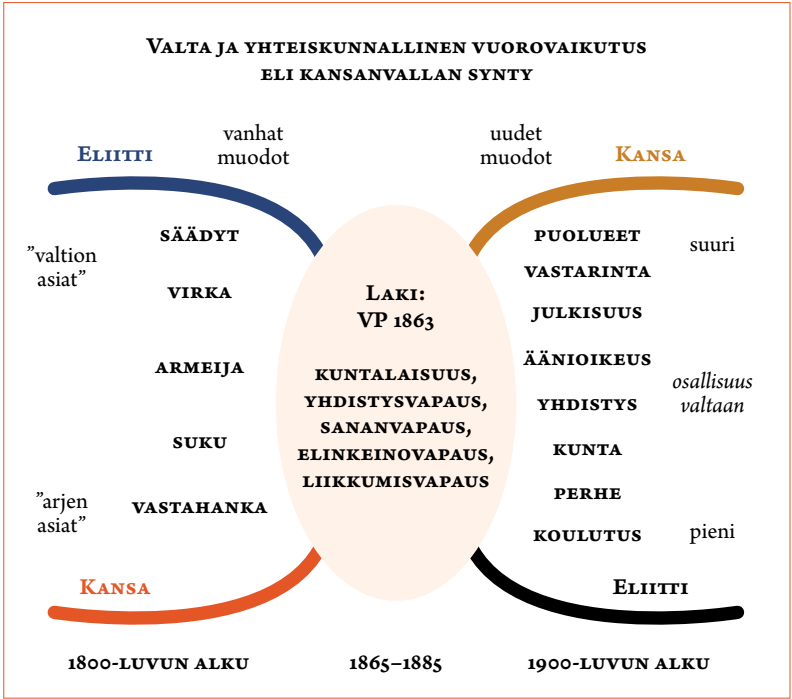 Valta ja yhteiskunnallinen vuorovaikutus
eli kansanvallan synty
Eliitti
vanhat
muodot
uudet
muodot
Kansa
”valtion
asiat”
säädyt
virka
armeija
suku
vastahanka
”arjen
asiat”
Kansa
Laki:
VP 1863
kuntalaisuus,
yhdistysvapaus,
sananvapaus,
elinkeinovapaus,
liikkumisvapaus
puolueet
vastarinta
julkisuus
äänioikeus
yhdistys
kunta
perhe
koulutus
suuri
osallisuus
valtaan
pieni
Eliitti
1800-luvun alku
1865–1885
1900-luvun alku